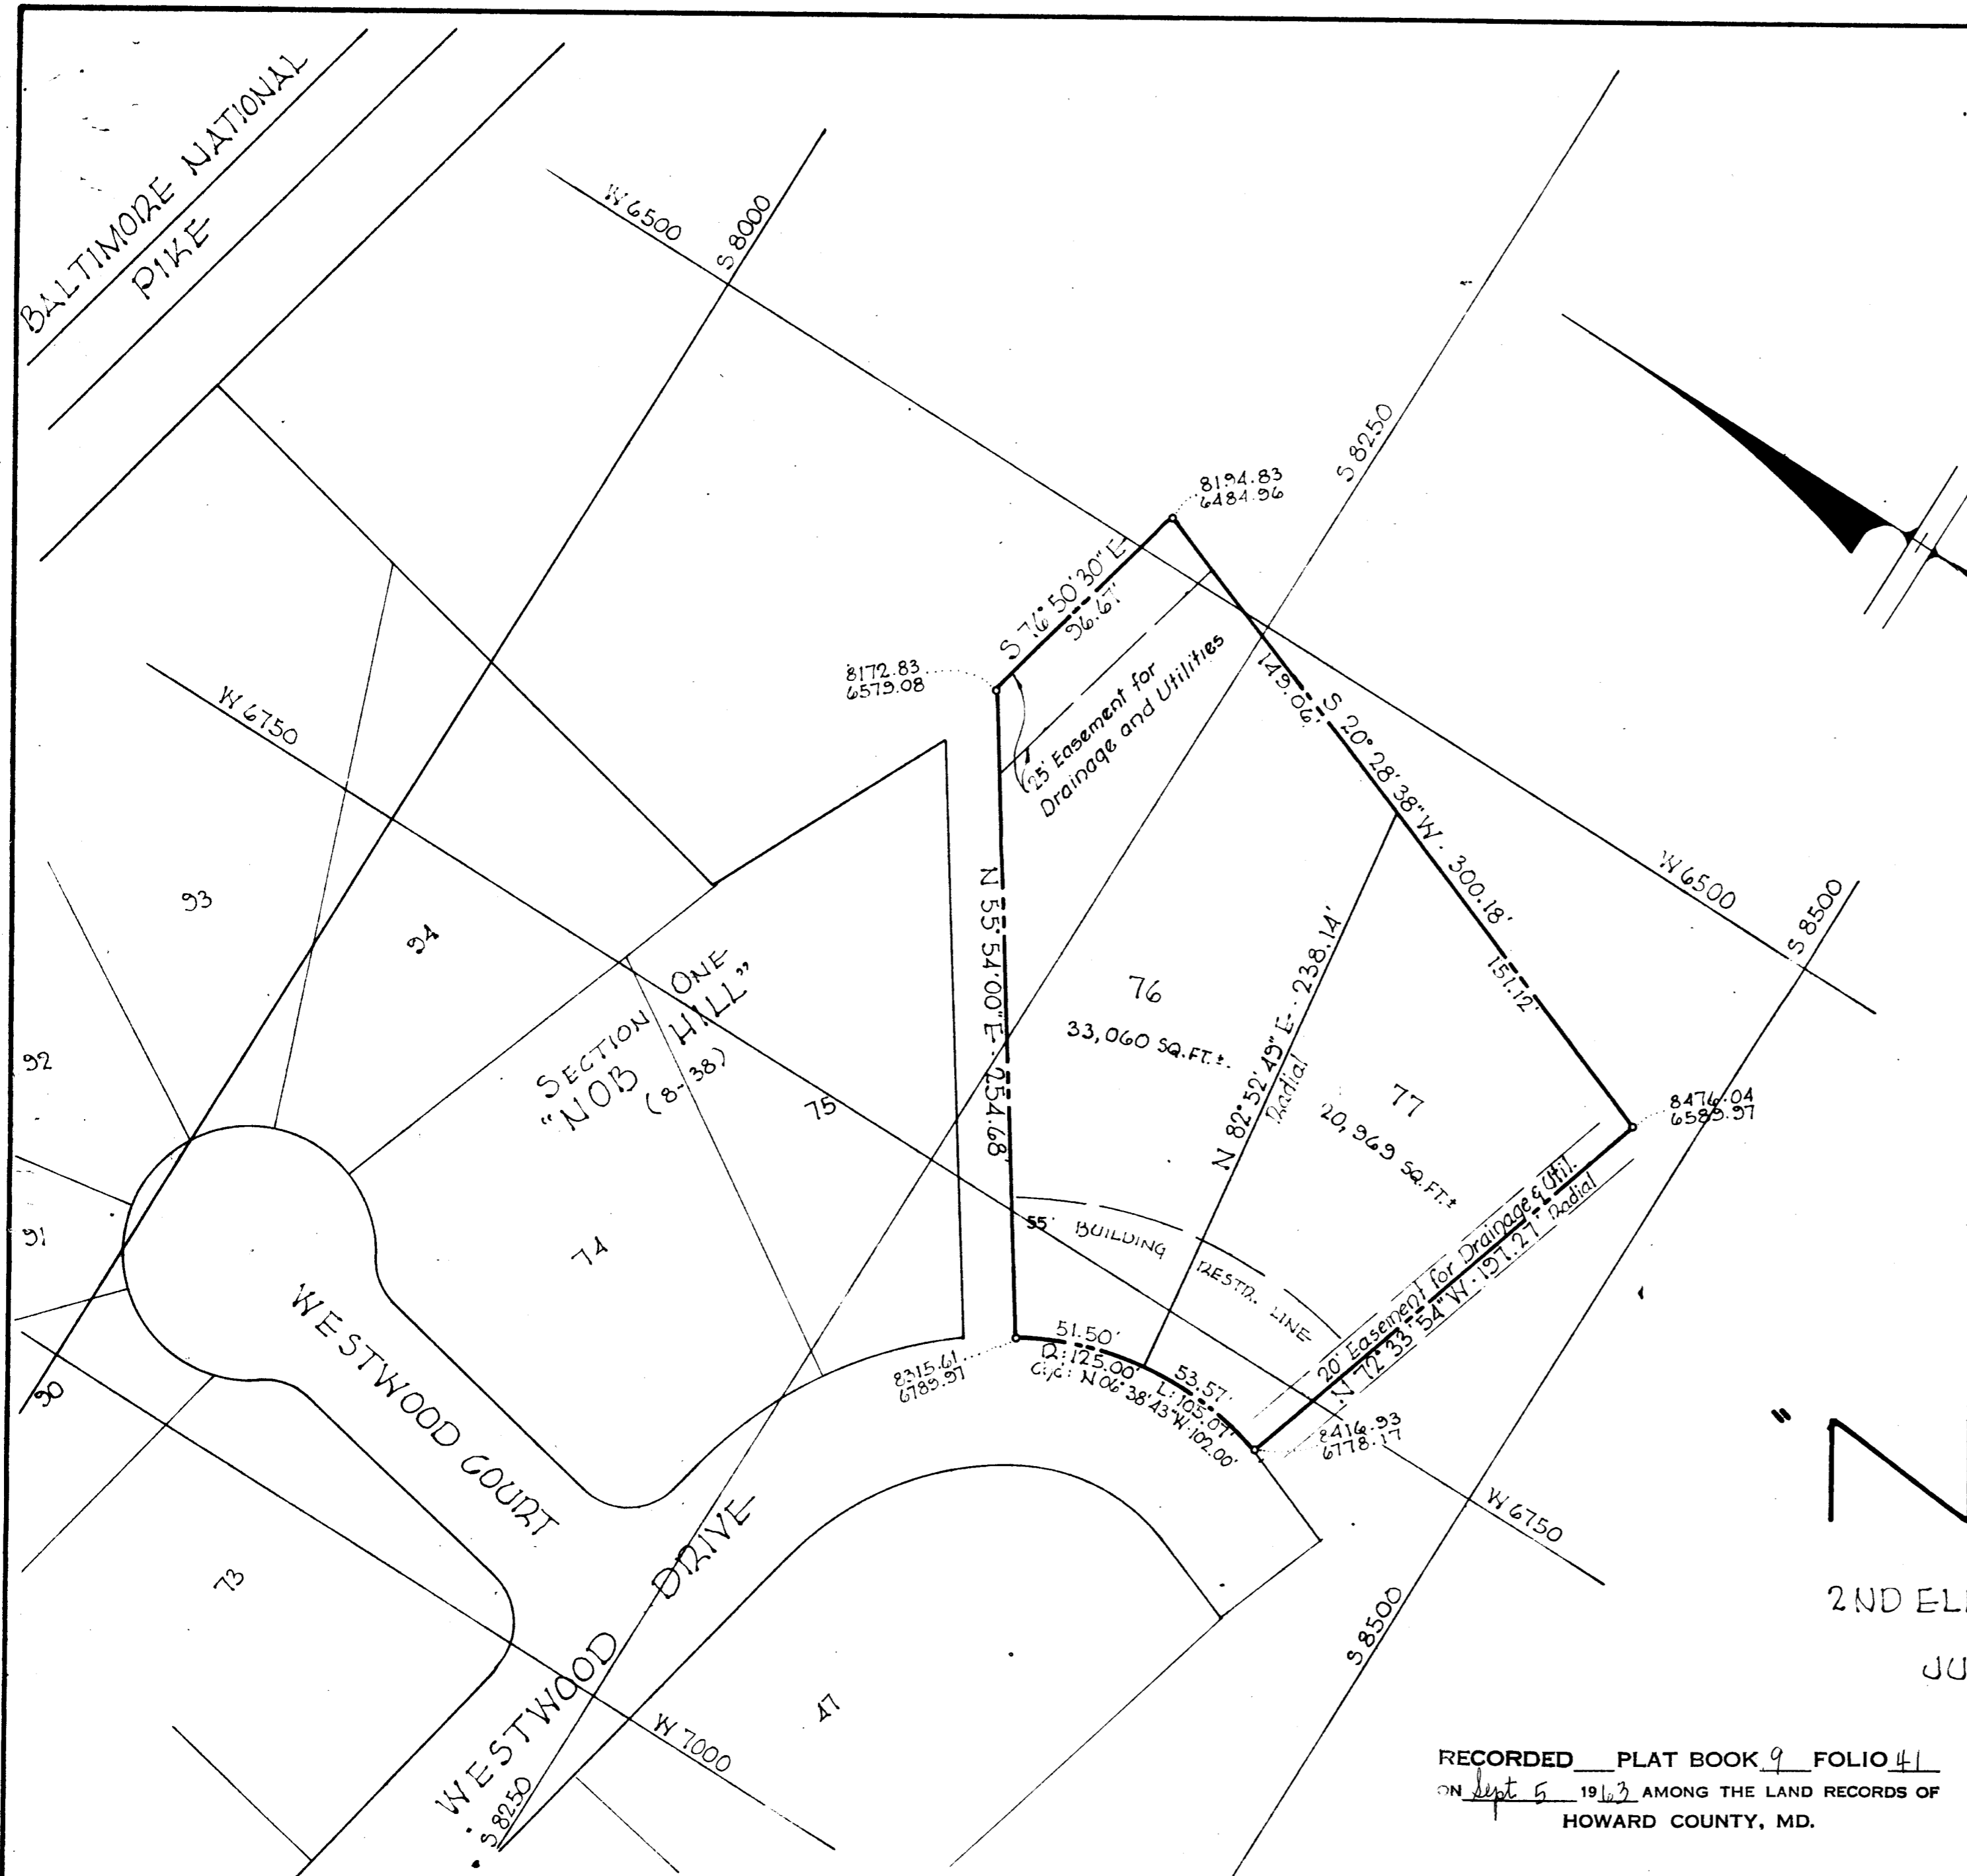 BALTIMORE NATIONAL
PIKE
W 6500
S 8000
S 8250
8194.83
6484.96
S 76° 50' 30" E
96.67'
8172.83
6579.08
25' Easement for
Drainage and Utilities
149.06'
S 20° 28' 38" W. 300.18'
151.12'
W 6750
W 6500
S 8500
93
94
92
91
90
SECTION ONE
"NOB HILL"
(8-38)
75
74
73
N 55° 54' 00" E. 254.68'
76
33,060 SQ.FT.±.
N 82° 52' 49" E. 238.14'
Radial
77
20,969 SQ.FT.±
8476.04
6589.97
55' BUILDING RESTR. LINE
20' Easement for Drainage & Util.
N 72° 33' 54" W. 197.27' Radial
51.50'
53.57'
R: 125.00' L: 105.07'
C:/c: N 06° 38' 43" W. 102.00'
8315.61
6789.97
8416.93
6778.17
WESTWOOD COURT
WESTWOOD DRIVE
W 6750
W 7000
S 8250
S 8500
47
" N
2ND EL
JU
RECORDED PLAT BOOK 9 FOLIO 41
ON Sept 5 1963 AMONG THE LAND RECORDS OF
HOWARD COUNTY, MD.